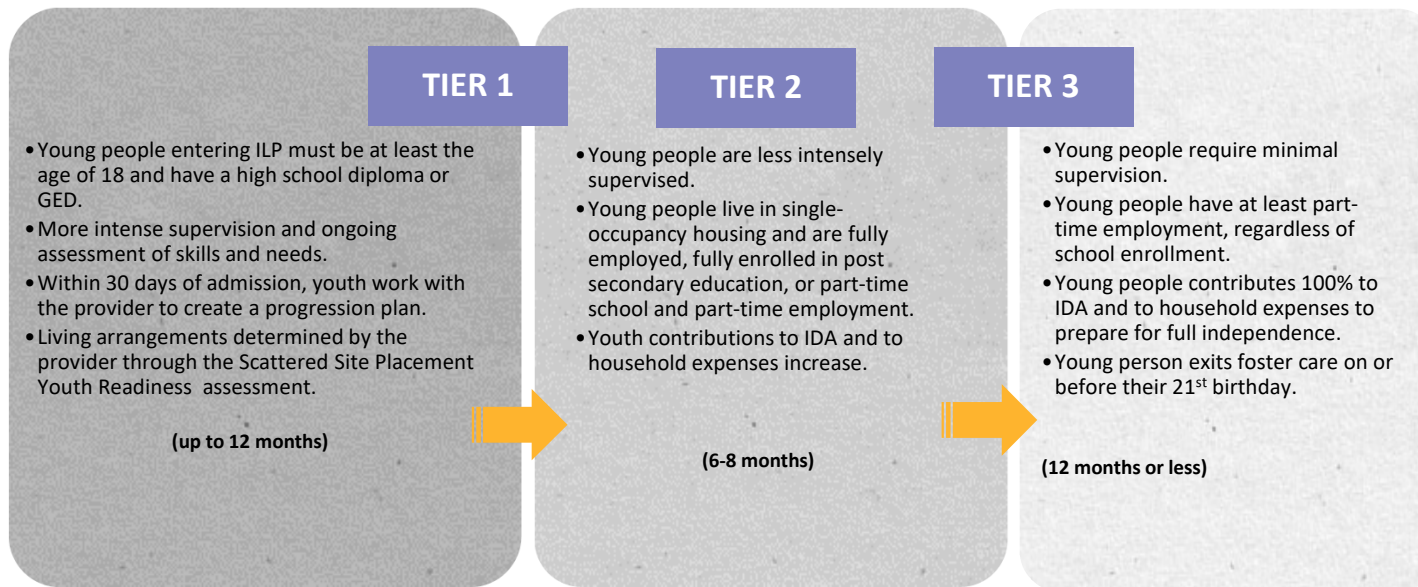 TIER 1
•Young people entering ILP must be at least the
age of 18 and have a high school diploma or
GED.
•More intense supervision and ongoing
assessment of skills and needs.
•Within 30 days of admission, youth work with
the provider to create a progression plan.
•Living arrangements determined by the
provider through the Scattered Site Placement
Youth Readiness assessment.
(up to 12 months)
TIER 2
•Young people are less intensely
supervised.
•Young people live in single-
occupancy housing and are fully
employed, fully enrolled in post
secondary education, or part-time
school and part-time employment.
•Youth contributions to IDA and to
household expenses increase.
(6-8 months)
TIER 3
•Young people require minimal
supervision.
•Young people have at least part-
time employment, regardless of
school enrollment.
•Young people contributes 100% to
IDA and to household expenses to
prepare for full independence.
•Young person exits foster care on or
before their 21st birthday.
(12 months or less)